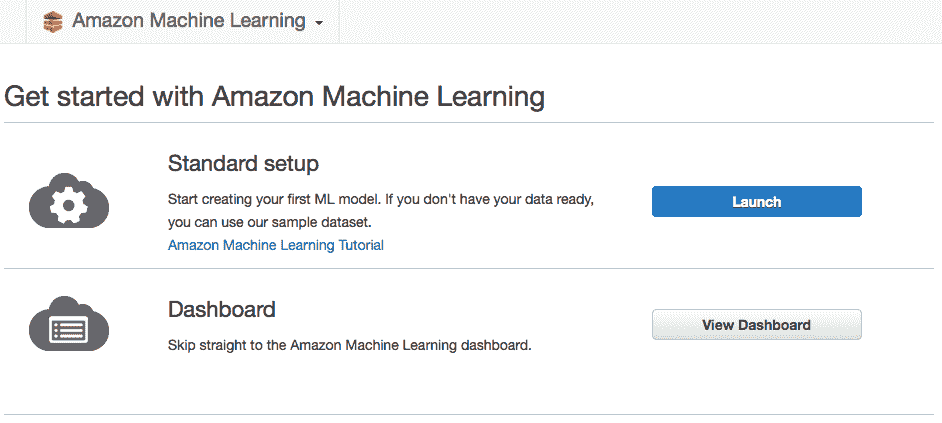 Amazon Machine Learning
Get started with Amazon Machine Learning
Standard setup
Start creating your first ML model. If you don't have your data ready,
you can use our sample dataset.
Amazon Machine Learning Tutorial
Launch
Dashboard
Skip straight to the Amazon Machine Learning dashboard.
View Dashboard